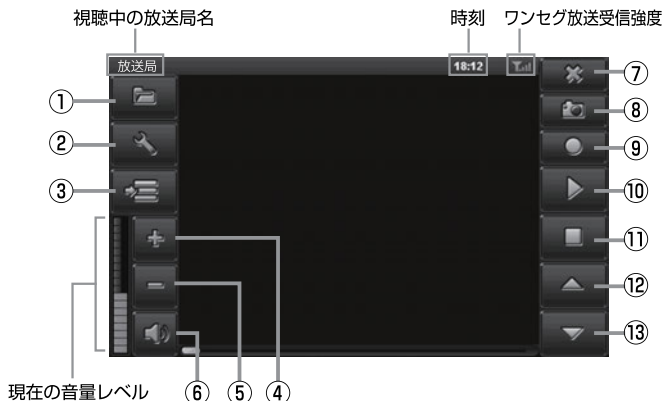 視聴中の放送局名
時刻
ワンセグ放送受信強度
放送局
18:12
①
②
③
⑦
⑧
⑨
⑩
⑪
⑫
⑬
現在の音量レベル
⑥
⑤
④